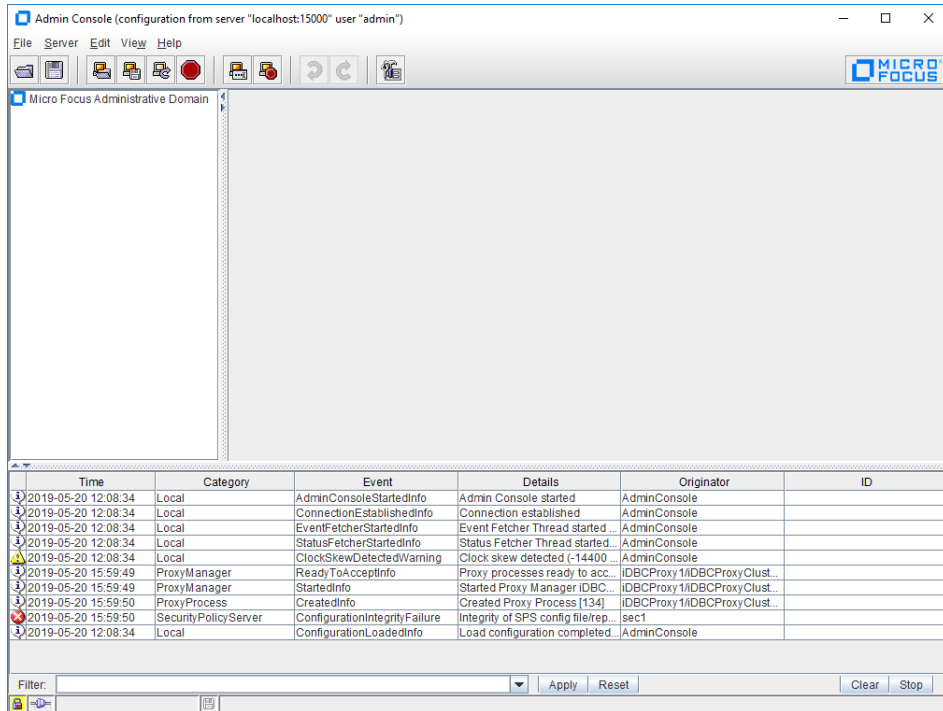 Admin Console (configuration from server "localhost:15000" user "admin")
File Server Edit View Help
MICRO FOCUS
Micro Focus Administrative Domain
Time Category Event Details Originator ID
2019-05-20 12:08:34 Local AdminConsoleStartedInfo Admin Console started AdminConsole
2019-05-20 12:08:34 Local ConnectionEstablishedInfo Connection established AdminConsole
2019-05-20 12:08:34 Local EventFetcherStartedInfo Event Fetcher Thread started ... AdminConsole
2019-05-20 12:08:34 Local StatusFetcherStartedInfo Status Fetcher Thread started... AdminConsole
2019-05-20 12:08:34 Local ClockSkewDetectedWarning Clock skew detected (-14400 ... AdminConsole
2019-05-20 15:59:49 ProxyManager ReadyToAcceptInfo Proxy processes ready to acc... iDBCProxy1/iDBCProxyClust...
2019-05-20 15:59:49 ProxyManager StartedInfo Started Proxy Manager iDBC... iDBCProxy1/iDBCProxyClust...
2019-05-20 15:59:50 ProxyProcess CreatedInfo Created Proxy Process [134] iDBCProxy1/iDBCProxyClust...
2019-05-20 15:59:50 SecurityPolicyServer ConfigurationIntegrityFailure Integrity of SPS config file/rep... sec1
2019-05-20 12:08:34 Local ConfigurationLoadedInfo Load configuration completed... AdminConsole
Filter: Apply Reset Clear Stop